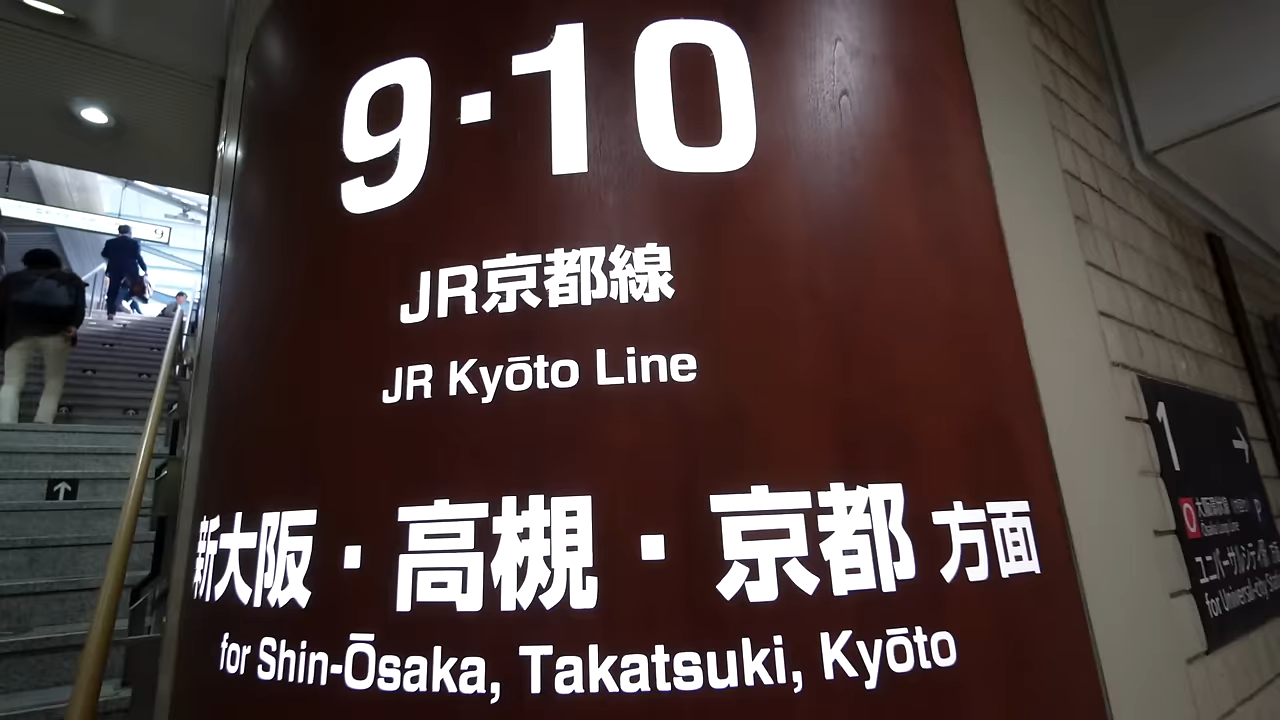 9・10
JR京都線
JR Kyōto Line
新大阪・高槻・京都 方面
for Shin-Ōsaka, Takatsuki, Kyōto
9
1
大阪環状線
Osaka Loop Line
ユニバーサルシティ
for Universal-city